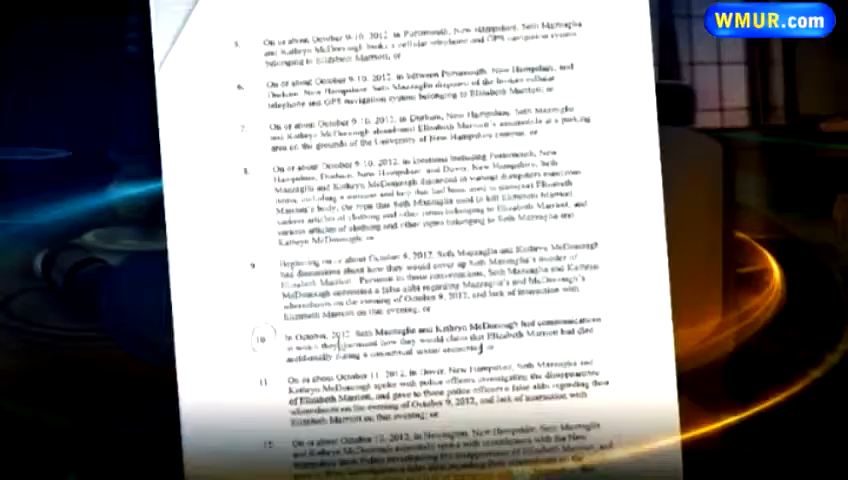 WMUR.com
5. On or about October 9-10, 2012, in Portsmouth, New Hampshire, Seth Mazzaglia
and Kathryn McDonough broke a cellular telephone and GPS navigation system
belonging to Elizabeth Marriott, or
6. On or about October 9-10, 2012, in between Portsmouth, New Hampshire, and
Durham, New Hampshire, Seth Mazzaglia disposed of the broken cellular
telephone and GPS navigation system belonging to Elizabeth Marriott; or
7. On or about October 9-10, 2012, in Durham, New Hampshire, Seth Mazzaglia
and Kathryn McDonough abandoned Elizabeth Marriott's automobile at a parking
area on the grounds of the University of New Hampshire campus, or
8. On or about October 9-10, 2012, in locations including Portsmouth, New
Hampshire, Durham, New Hampshire and Dover, New Hampshire, Seth
Mazzaglia and Kathryn McDonough discarded in various dumpsters numerous
items, including a suitcase and that had been used to transport Elizabeth
Marriott's body, the rope that Seth Mazzaglia used to kill Elizabeth Marriott,
various articles of clothing and other items belonging to Elizabeth Marriott, and
various articles of clothing and other items belonging to Seth Mazzaglia and
Kathryn McDonough, or
9. Beginning on or about October 9, 2012, Seth Mazzaglia and Kathryn McDonough
had discussions about how they would cover up Seth Mazzaglia's murder of
Elizabeth Marriott. Pursuant to those conversations, Seth Mazzaglia and Kathryn
McDonough concocted a false alibi regarding Mazzaglia's and McDonough's
whereabouts on the evening of October 9, 2012, and lack of interaction with
Elizabeth Marriott on that evening, or
10. In October, 2012, Seth Mazzaglia and Kathryn McDonough had communications
in which they discussed how they would claim that Elizabeth Marriott had died
accidentally during a consensual sexual encounter, or
11. On or about October 11, 2012, in Dover, New Hampshire, Seth Mazzaglia and
Kathryn McDonough spoke with police officers investigating the disappearance
of Elizabeth Marriott, and gave to those police officers a false alibi regarding their
whereabouts on the evening of October 9, 2012, and lack of interaction with
Elizabeth Marriott on that evening; or
12. On or about October 12, 2012, in Newington, New Hampshire, Seth Mazzaglia
and Kathryn McDonough spoke with with the New
Hampshire State Police investigating the disappearance of Elizabeth Marriott, and